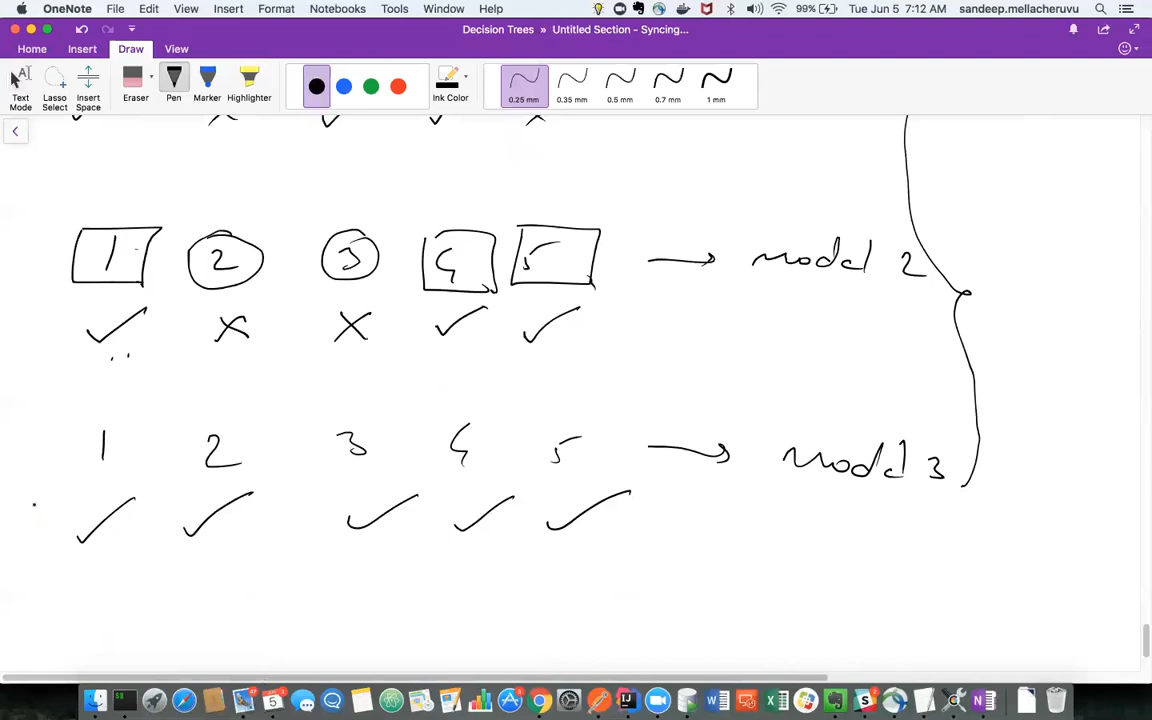 OneNote File Edit View Insert Format Notebooks Tools Window Help 99% Tue Jun 5 7:12 AM sandeep.mellacheruvu
Decision Trees » Untitled Section - Syncing...
Home Insert Draw View
Text Mode Lasso Select Insert Space Eraser Pen Marker Highlighter Ink Color 0.25 mm 0.35 mm 0.5 mm 0.7 mm 1 mm
1 2 3 4 5 → model 2
✓ x x ✓ ✓
1 2 3 4 5 → model 3
✓ ✓ ✓ ✓ ✓